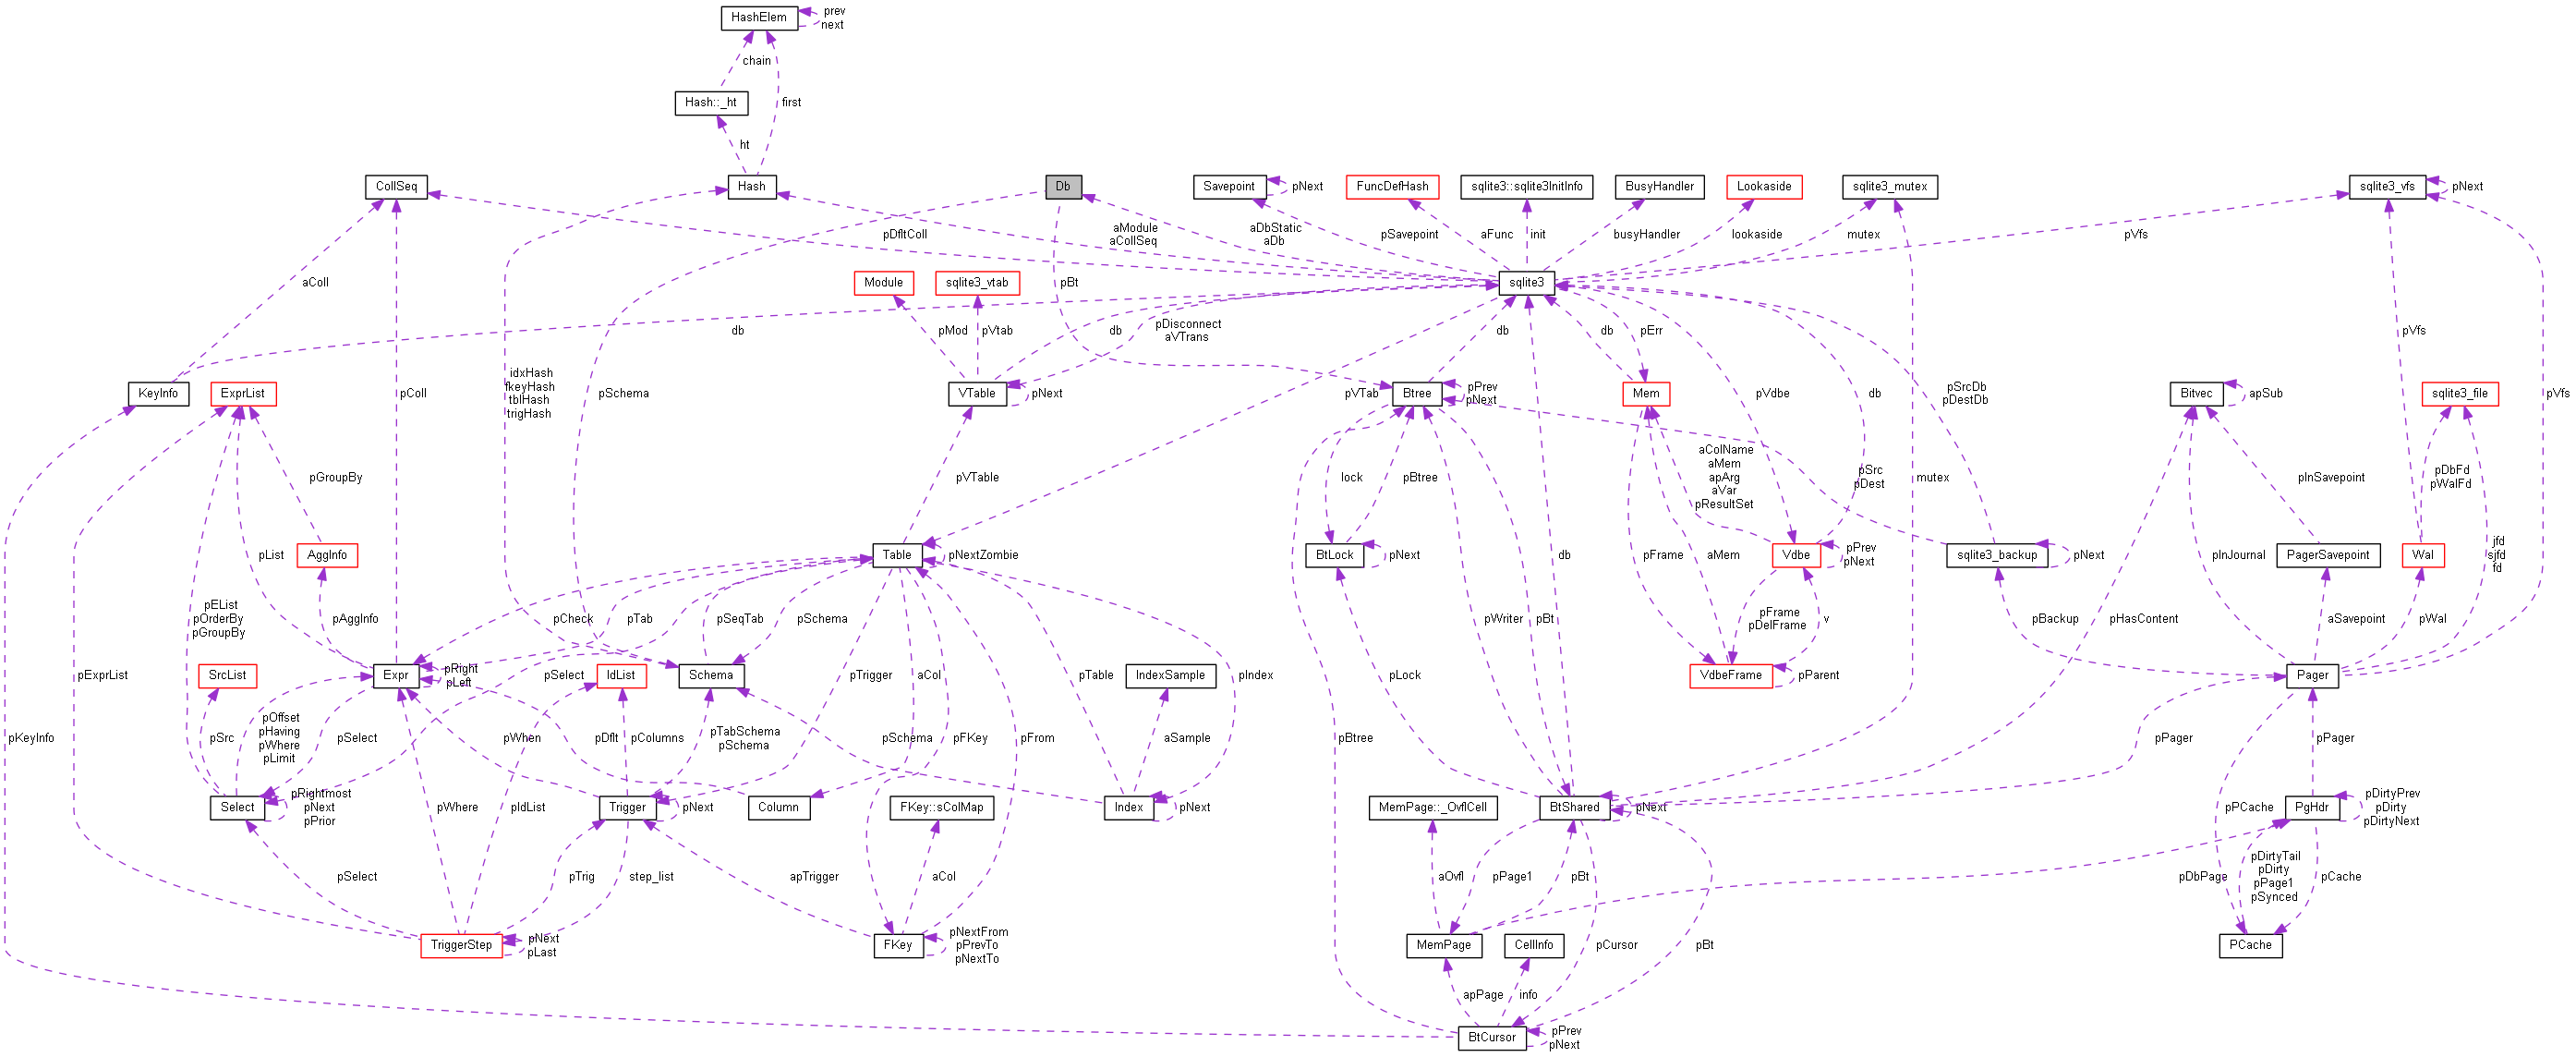 HashElem
prev
next
chain
Hash::_ht
first
ht
CollSeq
Hash
Db
Savepoint
pNext
FuncDefHash
sqlite3::sqlite3InitInfo
BusyHandler
Lookaside
sqlite3_mutex
sqlite3_vfs
pNext
pDfltColl
aModule
aCollSeq
aDbStatic
aDb
pSavepoint
aFunc
init
busyHandler
lookaside
mutex
pVfs
aColl
Module
sqlite3_vtab
pBt
sqlite3
db
pMod
pVtab
db
pDisconnect
aVTrans
db
pErr
db
pVfs
idxHash
fkeyHash
tblHash
trigHash
KeyInfo
ExprList
pColl
pSchema
VTable
pNext
pVTab
Btree
pPrev
pNext
Mem
pVdbe
db
pSrcDb
pDestDb
Bitvec
apSub
sqlite3_file
pVfs
pGroupBy
pVTable
lock
pBtree
aColName
aMem
apArg
aVar
pResultSet
pSrc
pDest
mutex
pInSavepoint
pDbFd
pWalFd
pList
AggInfo
Table
pNextZombie
BtLock
pNext
pFrame
aMem
Vdbe
pPrev
pNext
sqlite3_backup
pNext
db
pInJournal
PagerSavepoint
Wal
jfd
sjfd
fd
pEList
pOrderBy
pGroupBy
pAggInfo
pCheck
pTab
pSeqTab
pSchema
pWriter
pBt
pFrame
pDelFrame
v
pBackup
pHasContent
aSavepoint
pWal
pExprList
SrcList
Expr
pRight
pLeft
pSelect
IdList
Schema
pTrigger
aCol
pTable
IndexSample
pIndex
pLock
VdbeFrame
pParent
Pager
pKeyInfo
pSrc
pOffset
pHaving
pWhere
pLimit
pSelect
pWhen
pDflt
pColumns
pTabSchema
pSchema
pFKey
pFrom
pSchema
aSample
pBtree
pPager
pPager
Select
pRightmost
pNext
pPrior
pWhere
pIdList
Trigger
pNext
Column
FKey::sColMap
Index
pNext
MemPage::_OvflCell
BtShared
pNext
pPCache
PgHdr
pDirtyPrev
pDirty
pDirtyNext
pSelect
pTrig
step_list
apTrigger
aCol
aOvfl
pPage1
pBt
pDbPage
pDirtyTail
pDirty
pPage1
pSynced
pCache
TriggerStep
pNext
pLast
FKey
pNextFrom
pPrevTo
pNextTo
MemPage
CellInfo
pCursor
pBt
PCache
apPage
info
BtCursor
pPrev
pNext